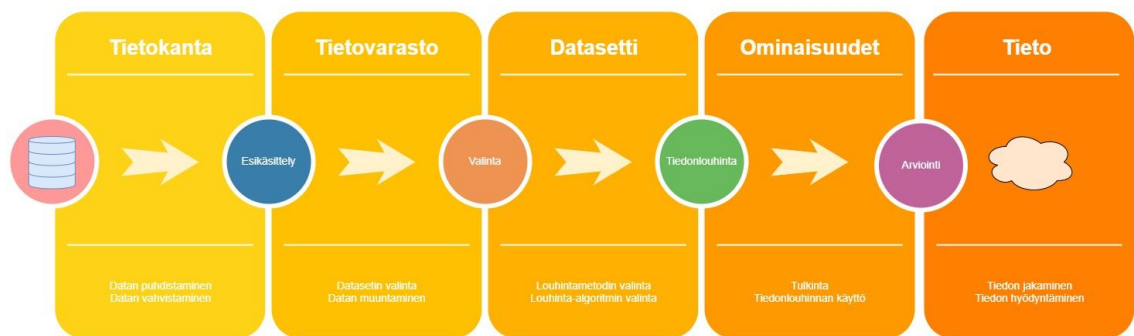 Tietokanta
Tietovarasto
Datasetti
Ominaisuudet
Tieto
Esikäsittely
Valinta
Tiedonlouhinta
Arviointi
Datan puhdistaminen
Datan vahvistaminen
Datasetin valinta
Datan muuntaminen
Louhintametodin valinta
Louhinta-algoritmin valinta
Tulkinta
Tiedonlouhinnan käyttö
Tiedon jakaminen
Tiedon hyödyntäminen